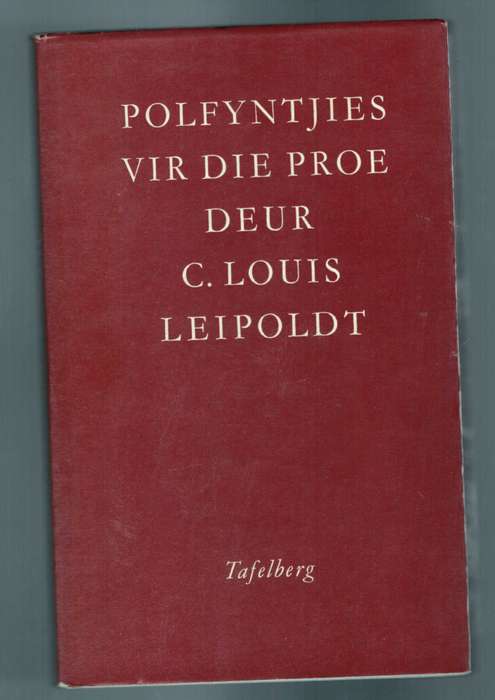 POLFYNTJIES
VIR DIE PROE
DEUR
C. LOUIS
LEIPOLDT
Tafelberg